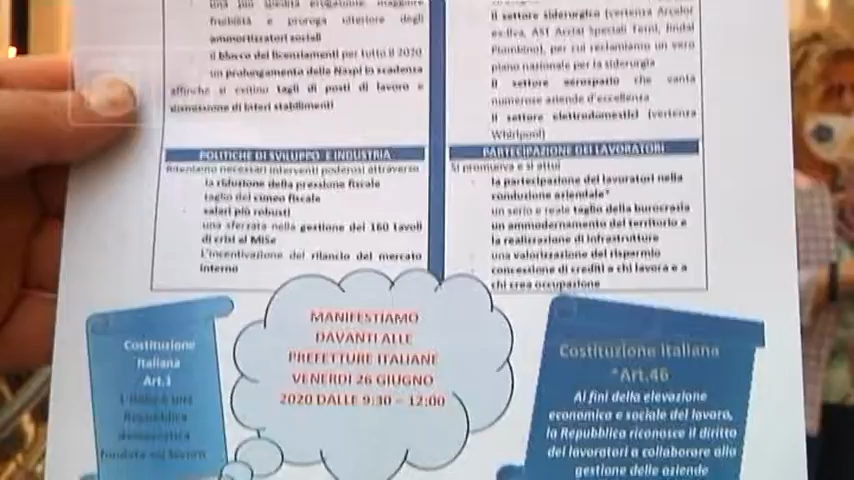 una più spedita erogazione, maggiore
fruibilità e proroga ulteriore degli
ammortizzatori sociali
il blocco dei licenziamenti per tutto il 2020
un prolungamento della Naspi in scadenza
affinché si evitino tagli di posti di lavoro e
dismissione di interi stabilimenti
POLITICHE DI SVILUPPO E INDUSTRIA
Riteniamo necessari interventi poderosi attraverso
la riduzione della pressione fiscale
taglio del cuneo fiscale
salari più robusti
una sferzata nella gestione dei 160 tavoli
di crisi al MiSe
L'incentivazione del rilancio del mercato
interno
il settore siderurgico (vertenza Arcelor
ex-Ilva, AST Acciai Speciali Terni, Jindal
Piombino), per cui reclamiamo un vero
piano nazionale per la siderurgia
il settore aerospazio che vanta
numerose aziende d'eccellenza
il settore elettrodomestici (vertenza
Whirlpool)
PARTECIPAZIONE DEI LAVORATORI
Si promuova e si attui
la partecipazione dei lavoratori nella
conduzione aziendale*
un serio e reale taglio della burocrazia
un ammodernamento del territorio e
la realizzazione di infrastrutture
una valorizzazione del risparmio
concessione di crediti a chi lavora e a
chi crea occupazione
Costituzione
Italiana
Art.1
L'Italia è una
Repubblica
democratica
fondata sul lavoro
MANIFESTIAMO
DAVANTI ALLE
PREFETTURE ITALIANE
VENERDI 26 GIUGNO
2020 DALLE 9:30 – 12:00
Costituzione Italiana
*Art.46
Ai fini della elevazione
economica e sociale del lavoro,
la Repubblica riconosce il diritto
dei lavoratori a collaborare alla
gestione delle aziende